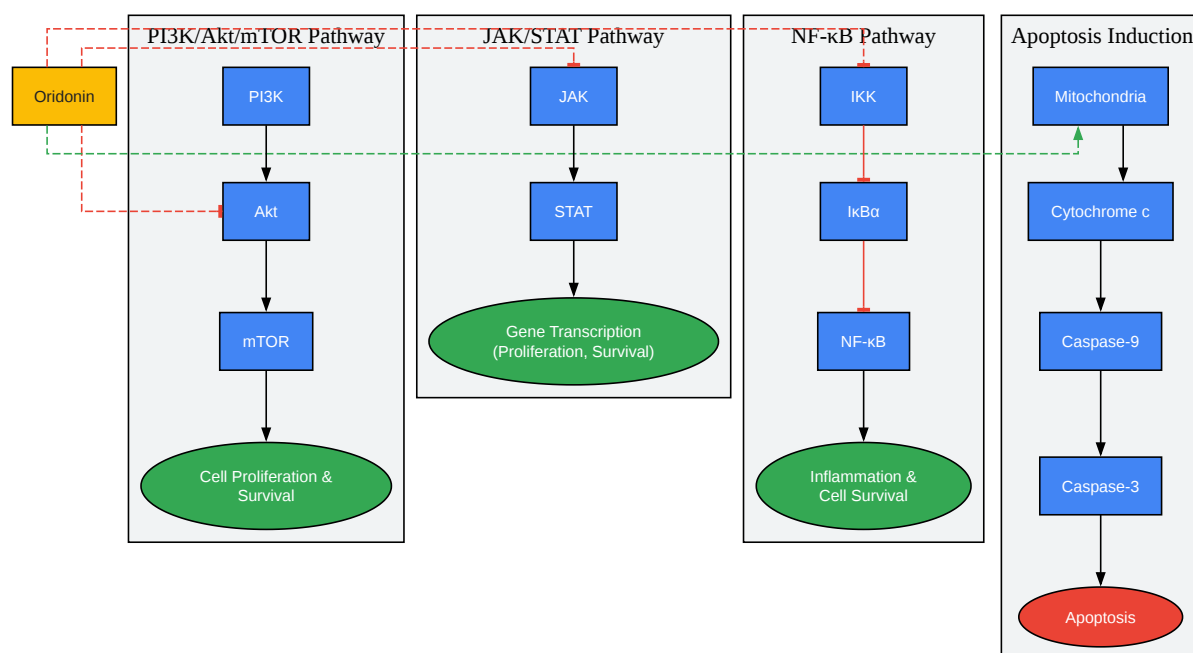 PI3K/Akt/mTOR Pathway
JAK/STAT Pathway
NF-κB Pathway
Apoptosis Induction
Oridonin
PI3K
JAK
IKK
Mitochondria
Akt
STAT
IκBα
Cytochrome c
mTOR
Gene Transcription
(Proliferation, Survival)
NF-κB
Caspase-9
Cell Proliferation &
Survival
Inflammation &
Cell Survival
Caspase-3
Apoptosis